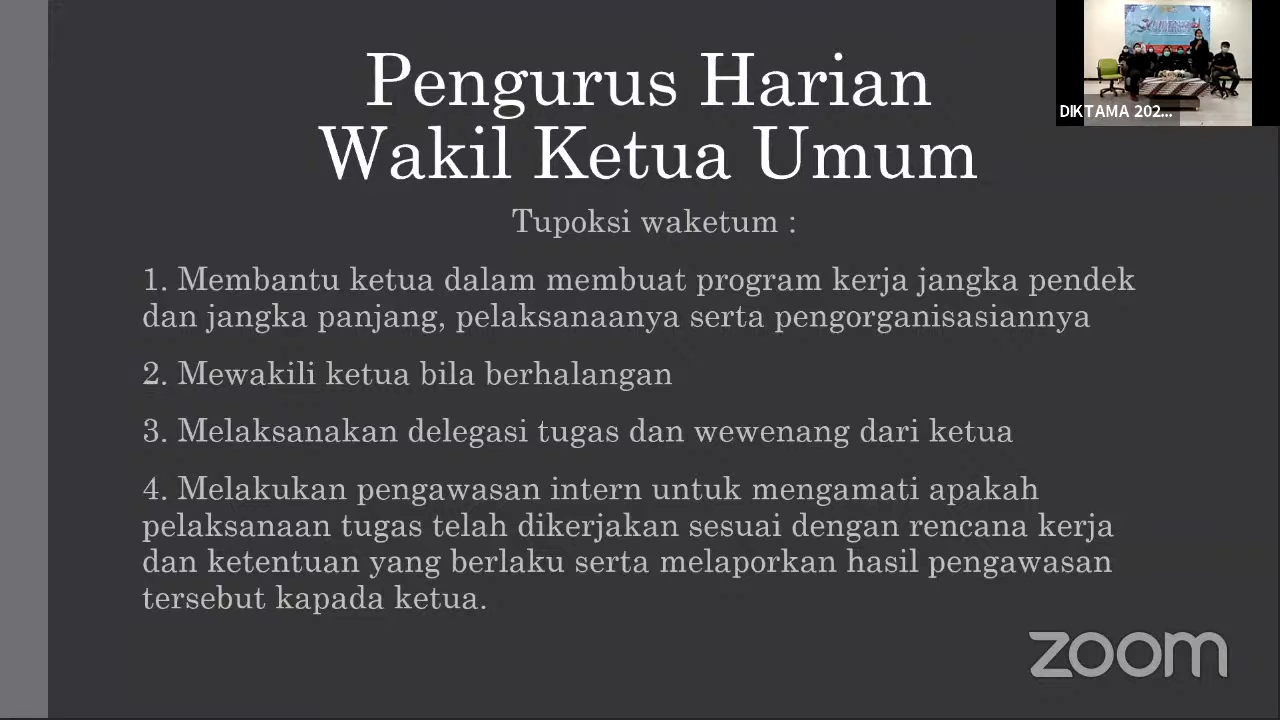 Pengurus Harian
Wakil Ketua Umum
DIKTAMA 202...
Tupoksi waketum :
1. Membantu ketua dalam membuat program kerja jangka pendek
dan jangka panjang, pelaksanaanya serta pengorganisasiannya
2. Mewakili ketua bila berhalangan
3. Melaksanakan delegasi tugas dan wewenang dari ketua
4. Melakukan pengawasan intern untuk mengamati apakah
pelaksanaan tugas telah dikerjakan sesuai dengan rencana kerja
dan ketentuan yang berlaku serta melaporkan hasil pengawasan
tersebut kapada ketua.
zoom